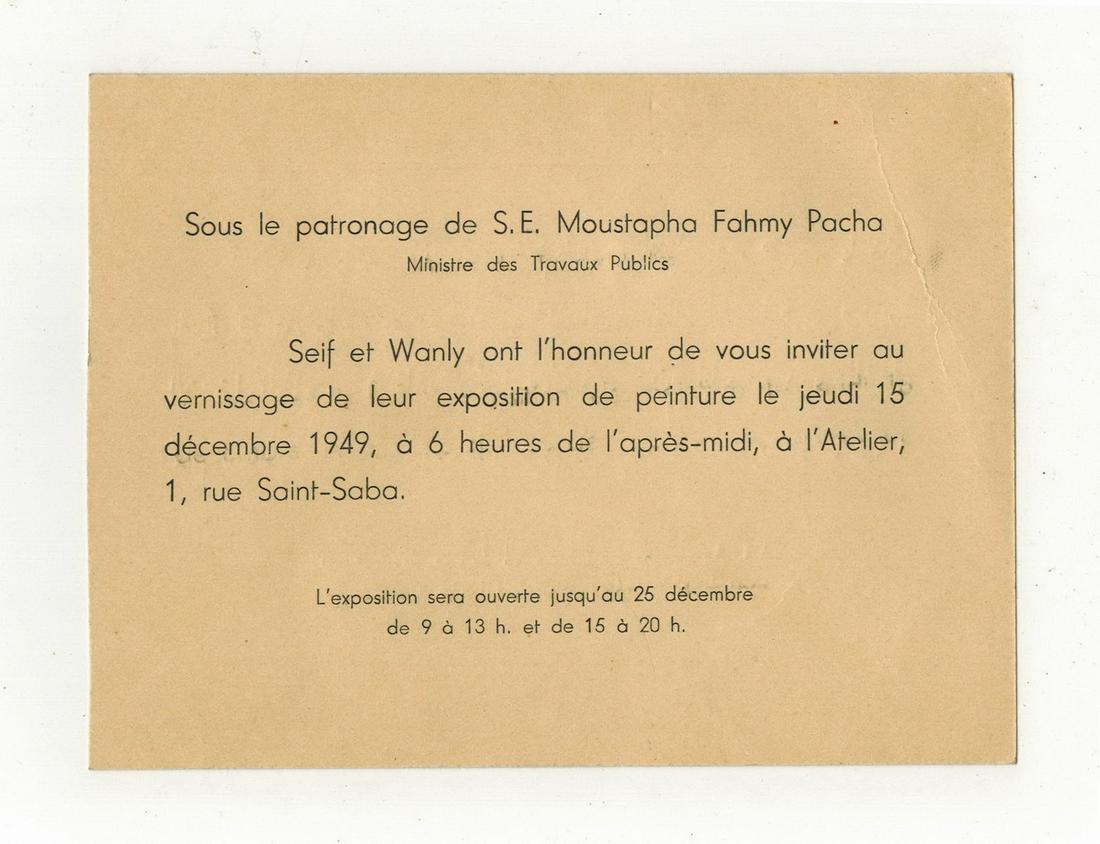 Sous le patronage de S.E. Moustapha Fahmy Pacha
Ministre des Travaux Publics
Seif et Wanly ont l'honneur de vous inviter au
vernissage de leur exposition de peinture le jeudi 15
décembre 1949, à 6 heures de l'après-midi, à l'Atelier,
1, rue Saint-Saba.
L'exposition sera ouverte jusqu'au 25 décembre
de 9 à 13 h. et de 15 à 20 h.